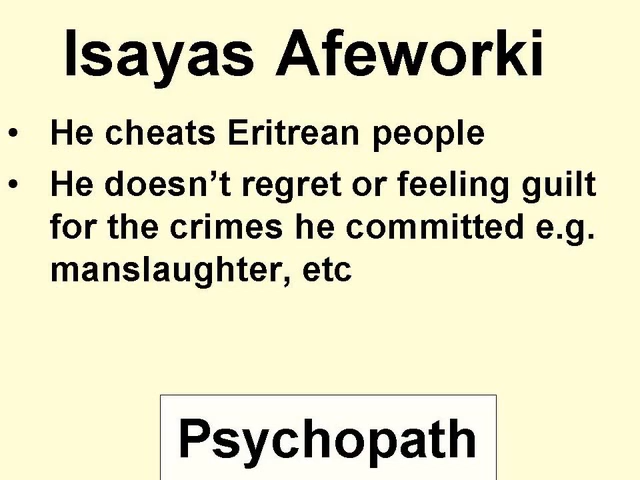 Isayas Afeworki
• He cheats Eritrean people
• He doesn’t regret or feeling guilt
for the crimes he committed e.g.
manslaughter, etc
Psychopath